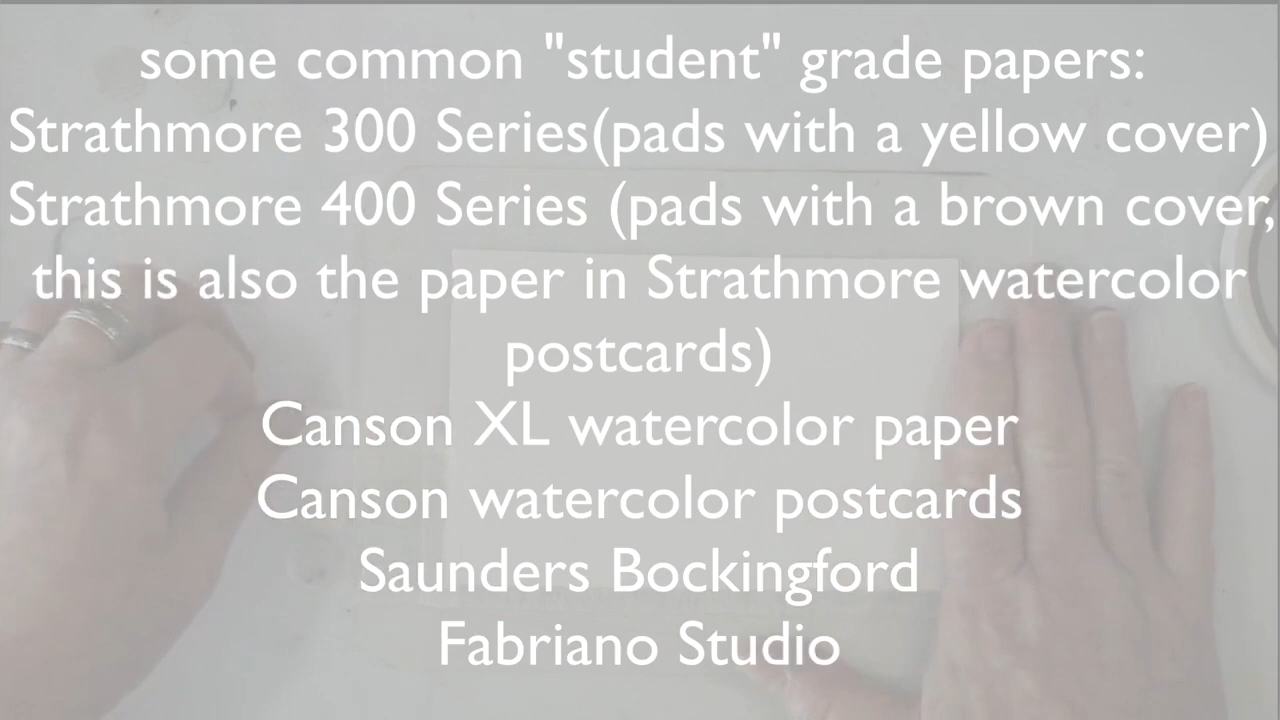 some common "student" grade papers:
Strathmore 300 Series(pads with a yellow cover)
Strathmore 400 Series (pads with a brown cover,
this is also the paper in Strathmore watercolor
postcards)
Canson XL watercolor paper
Canson watercolor postcards
Saunders Bockingford
Fabriano Studio